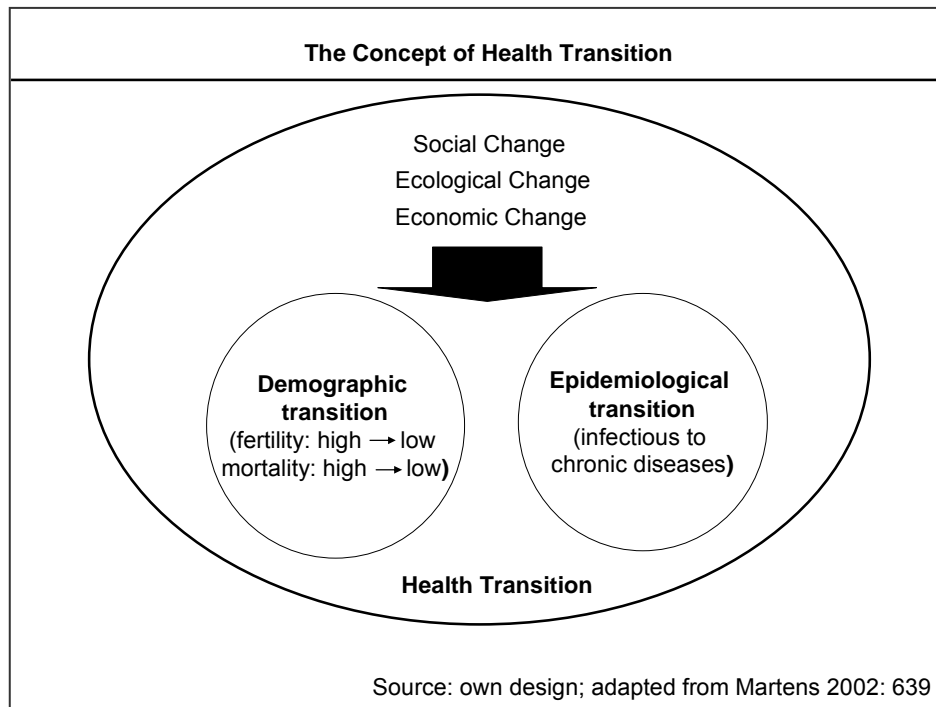 The Concept of Health Transition
Social Change
Ecological Change
Economic Change
Demographic
transition
(fertility: high → low
mortality: high → low)
Epidemiological
transition
(infectious to
chronic diseases)
Health Transition
Source: own design; adapted from Martens 2002: 639